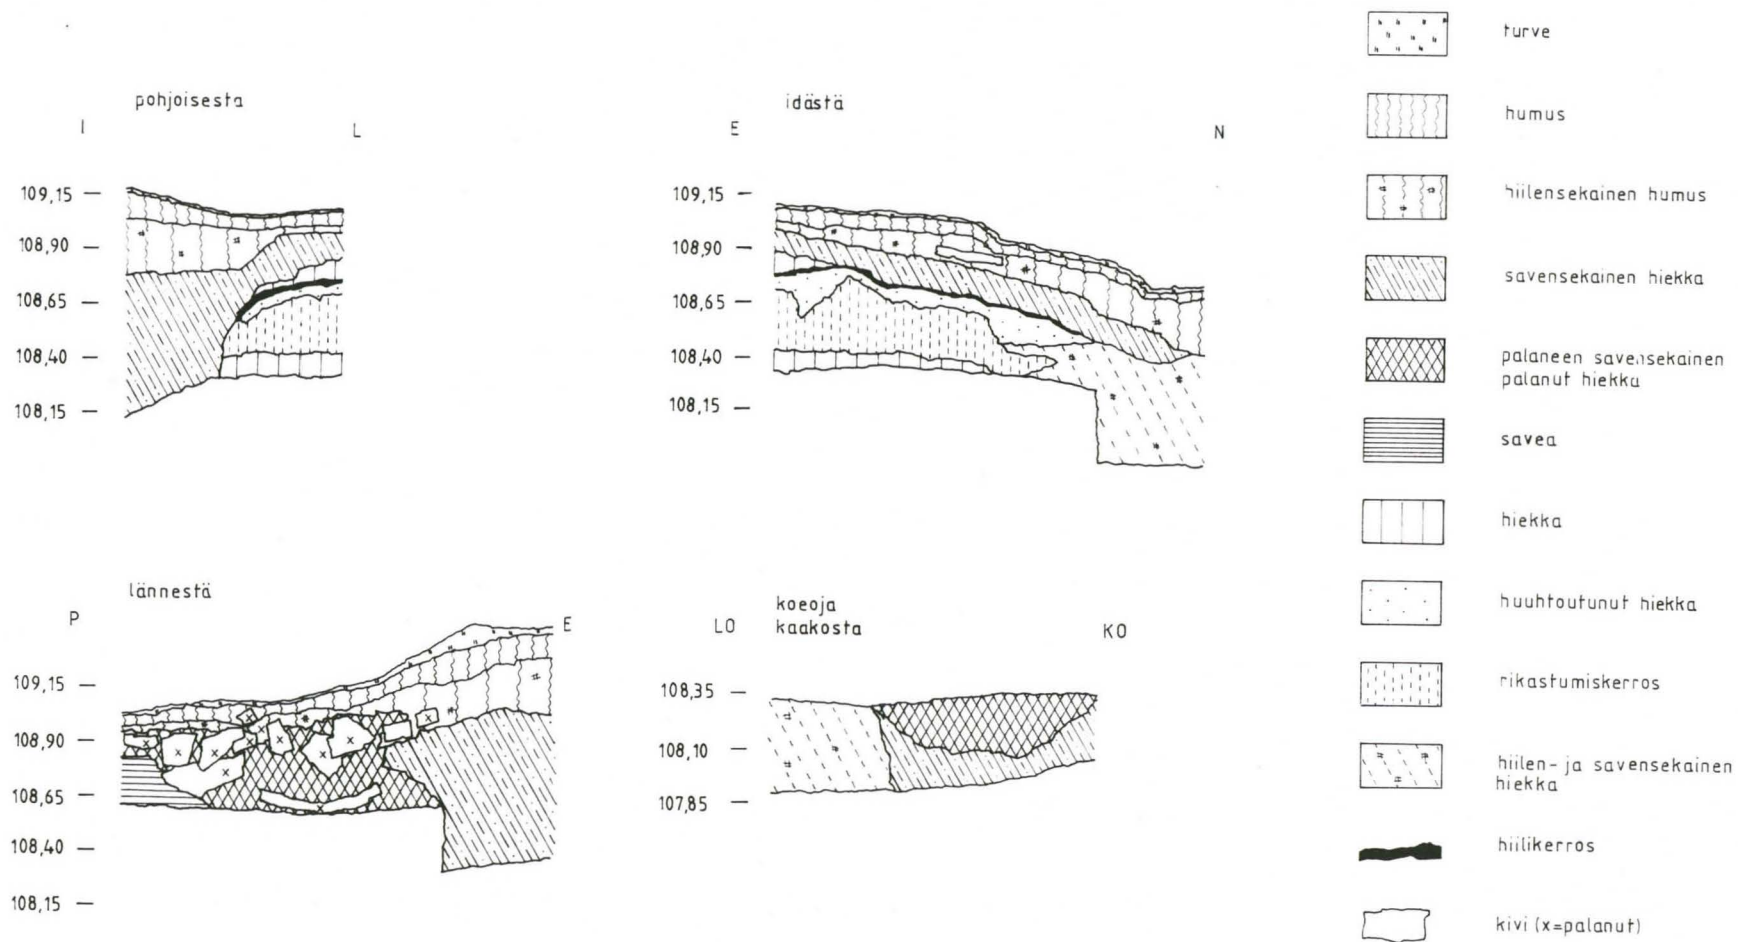 pohjoisesta
I L
109,15
108,90
108,65
108,40
108,15
idästä
E N
109,15
108,90
108,65
108,40
108,15
lännestä
P E
109,15
108,90
108,65
108,40
108,15
koeoja
kaakosta
LO KO
108,35
108,10
107,85
turve
humus
hiilensekainen humus
savensekainen hiekka
palaneen savensekainen
palanut hiekka
savea
hiekka
huuhtoutunut hiekka
rikastumiskerros
hiilen- ja savensekainen
hiekka
hiilikerros
kivi (x=palanut)